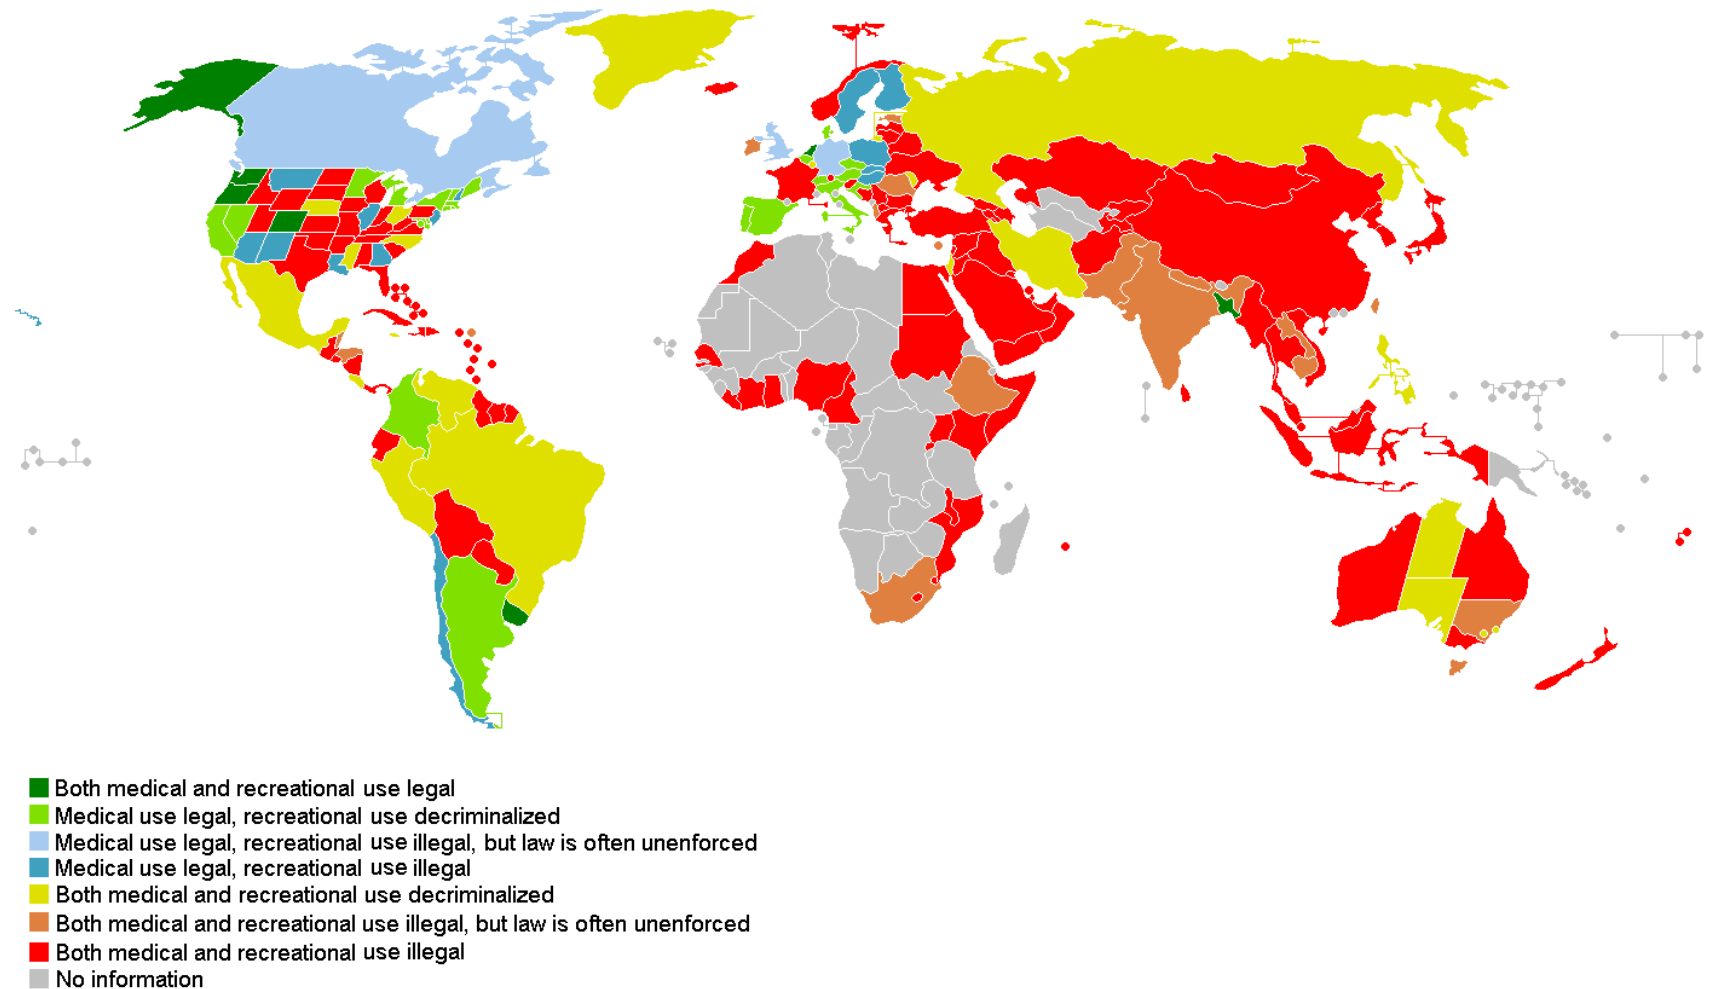 Both medical and recreational use legal
Medical use legal, recreational use decriminalized
Medical use legal, recreational use illegal, but law is often unenforced
Medical use legal, recreational use illegal
Both medical and recreational use decriminalized
Both medical and recreational use illegal, but law is often unenforced
Both medical and recreational use illegal
No information